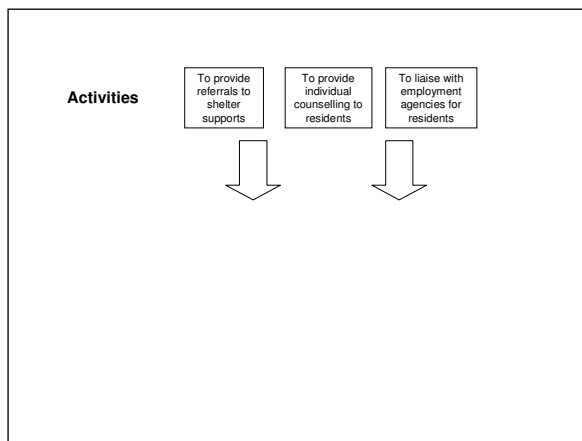 Activities
To provide
referrals to
shelter
supports
To provide
individual
counselling to
residents
To liaise with
employment
agencies for
residents